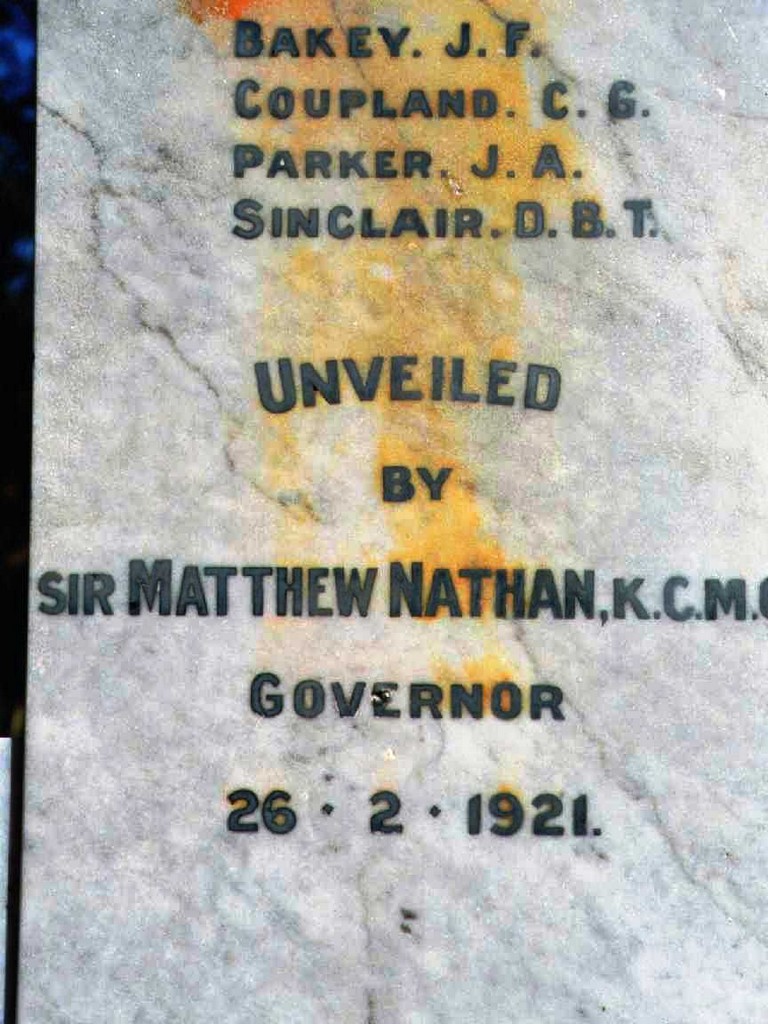 BAKEY. J. F.
COUPLAND. C. G.
PARKER. J. A.
SINCLAIR. D. B. T.
UNVEILED
BY
SIR MATTHEW NATHAN, K.C.M.
GOVERNOR
26 · 2 · 1921.